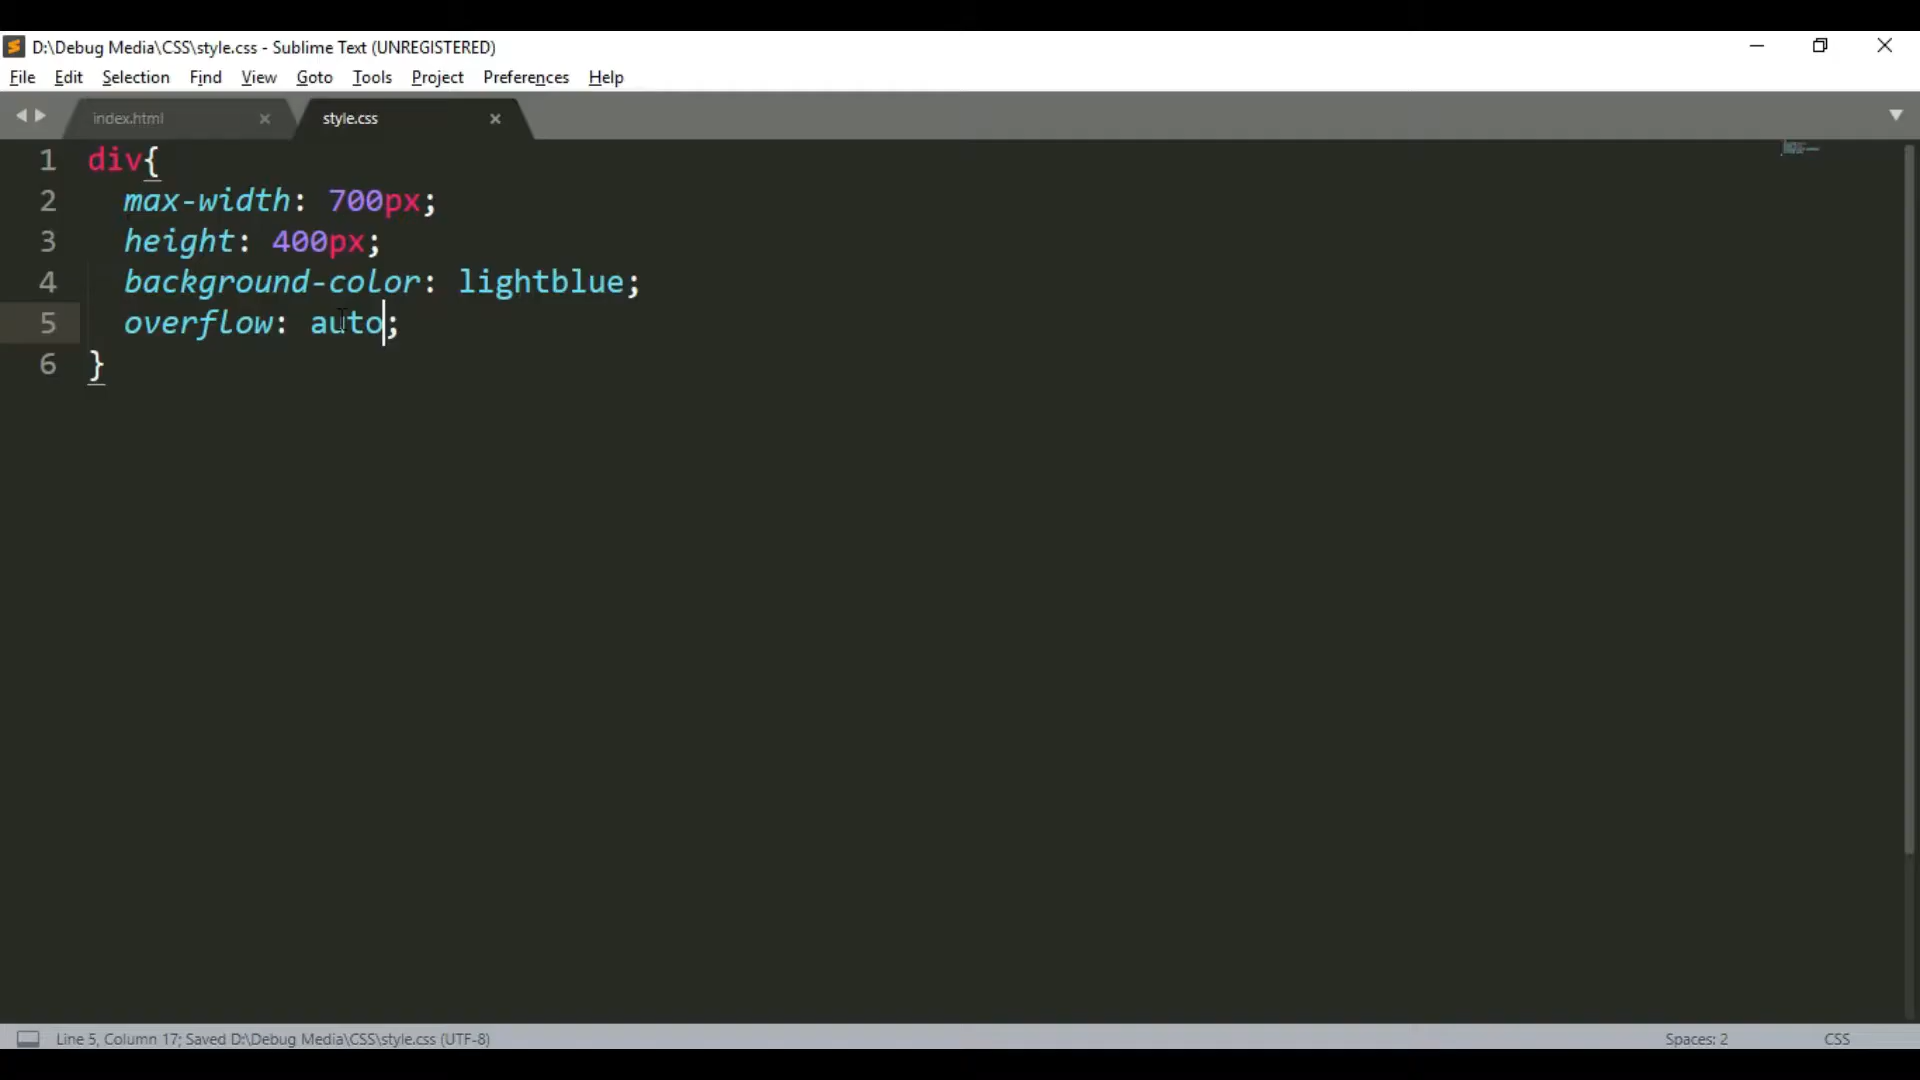 D:\Debug Media\CSS\style.css - Sublime Text (UNREGISTERED)
File Edit Selection Find View Goto Tools Project Preferences Help
index.html style.css
1 div{
2 max-width: 700px;
3 height: 400px;
4 background-color: lightblue;
5 overflow: auto;
6 }
Line 5, Column 17; Saved D:\Debug Media\CSS\style.css (UTF-8) Spaces: 2 CSS